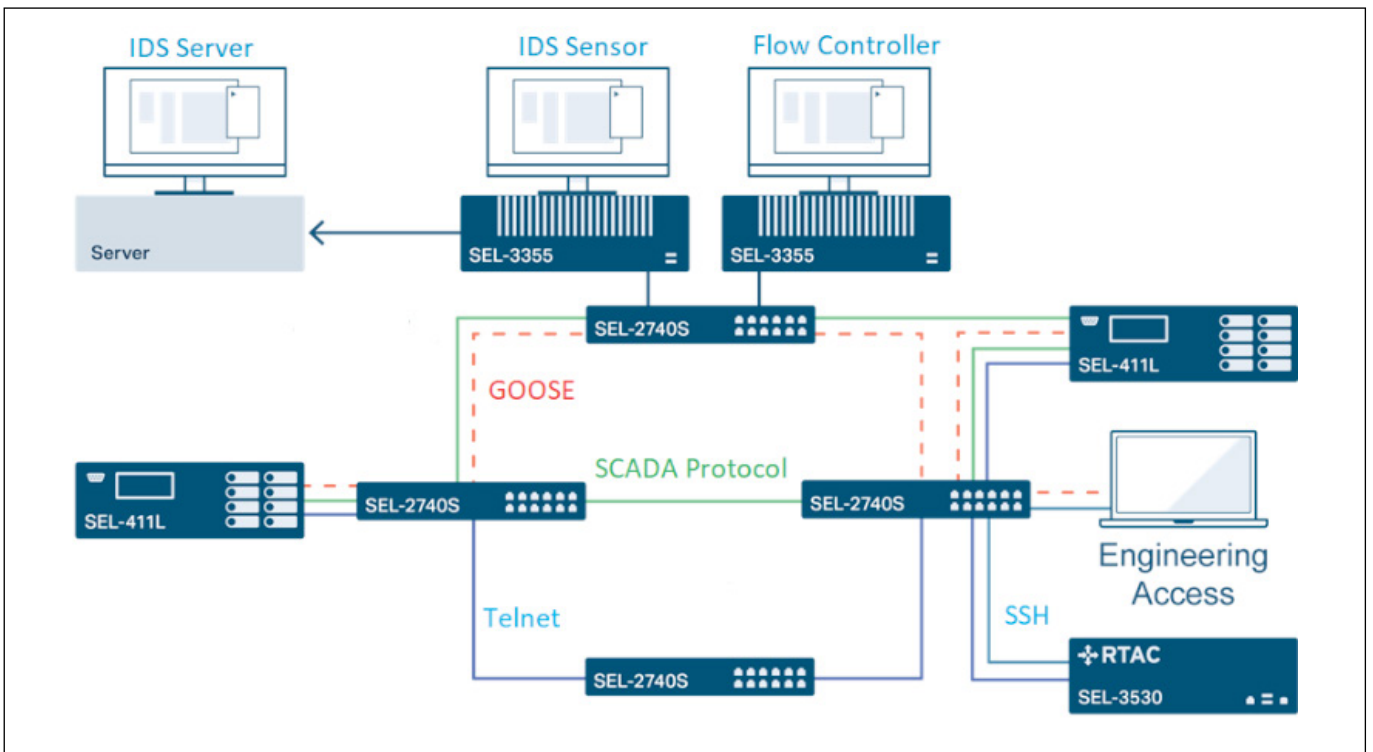 IDS Server
IDS Sensor
Flow Controller
Server
SEL-3355
SEL-3355
SEL-2740S
SEL-411L
GOOSE
SCADA Protocol
SEL-411L
SEL-2740S
SEL-2740S
Engineering
Access
Telnet
SSH
RTAC
SEL-2740S
SEL-3530